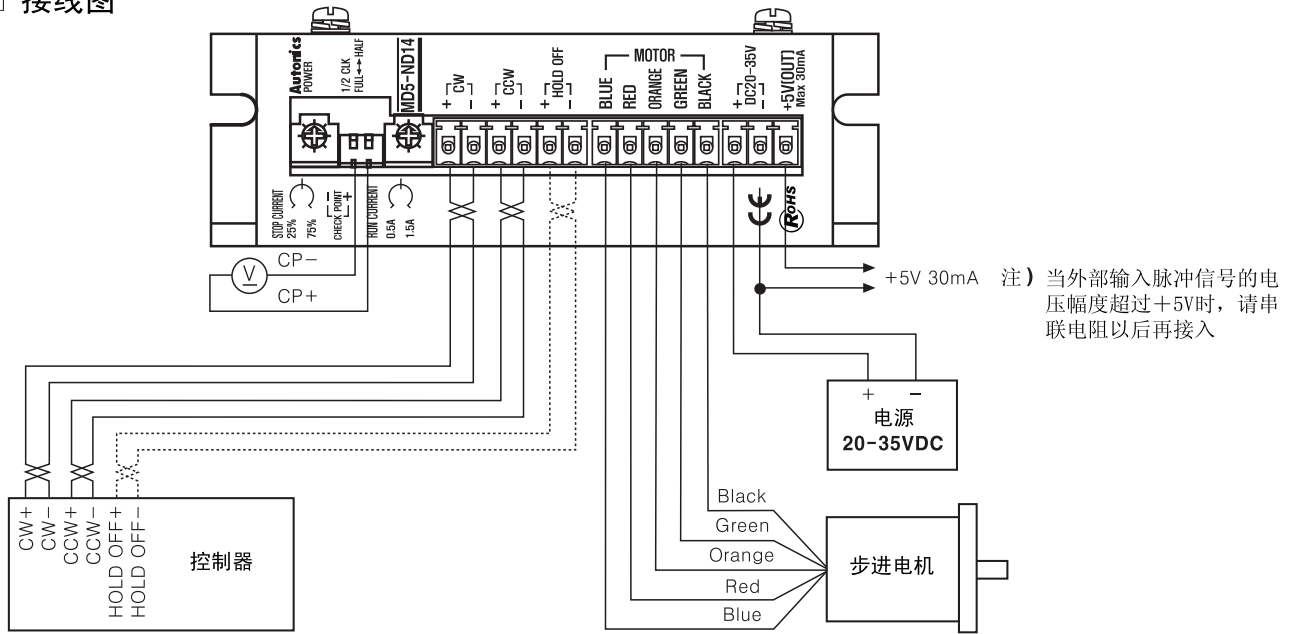 接线图
Autonics
POWER
1/2 CLK
FULL↔HALF
MD5-ND14
+ CW -
+ CCW -
+ HOLD OFF -
MOTOR
BLUE
RED
ORANGE
GREEN
BLACK
+ DC20-35V -
+5V(OUT)
Max 30mA
STOP CURRENT
25%
75%
CHECK POINT
- +
RUN CURRENT
0.5A
1.5A
CE
RoHS
V
CP-
CP+
+5V 30mA
注) 当外部输入脉冲信号的电
压幅度超过+5V时，请串
联电阻以后再接入
+ -
电源
20-35VDC
CW+
CW-
CCW+
CCW-
HOLD OFF+
HOLD OFF-
控制器
Black
Green
Orange
Red
Blue
步进电机